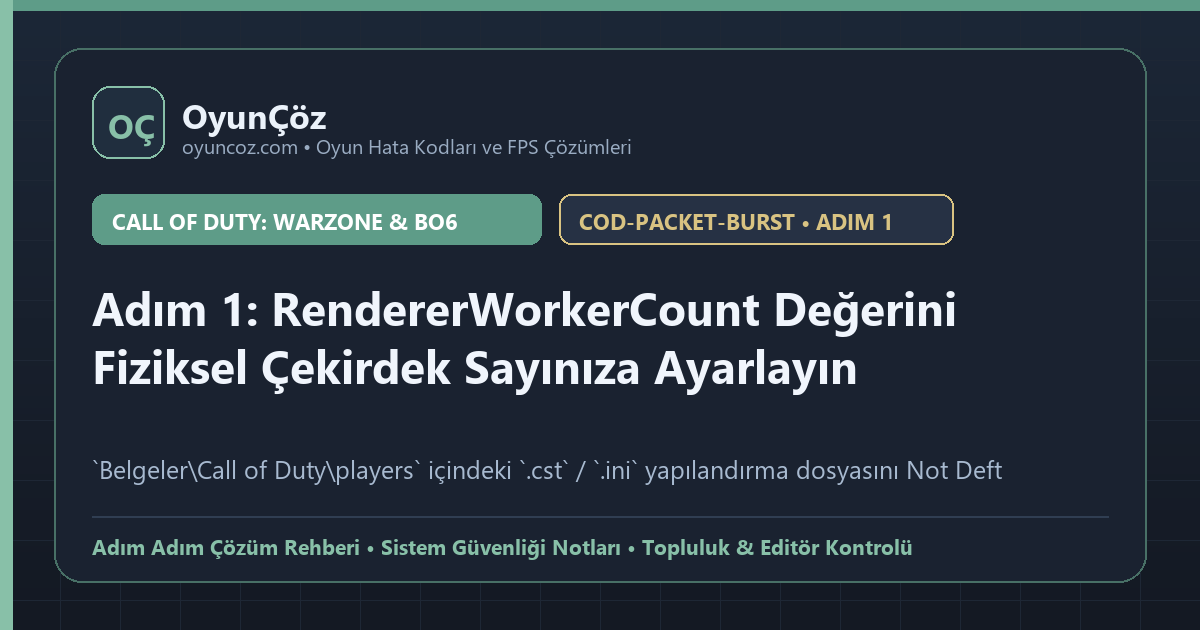 OÇ
OyunÇöz
oyuncoz.com • Oyun Hata Kodları ve FPS Çözümleri
CALL OF DUTY: WARZONE & BO6
COD-PACKET-BURST • ADIM 1
Adım 1: RendererWorkerCount Değerini
Fiziksel Çekirdek Sayınıza Ayarlayın
`Belgeler\Call of Duty\players` içindeki `.cst` / `.ini` yapılandırma dosyasını Not Deft
Adım Adım Çözüm Rehberi • Sistem Güvenliği Notları • Topluluk & Editör Kontrolü